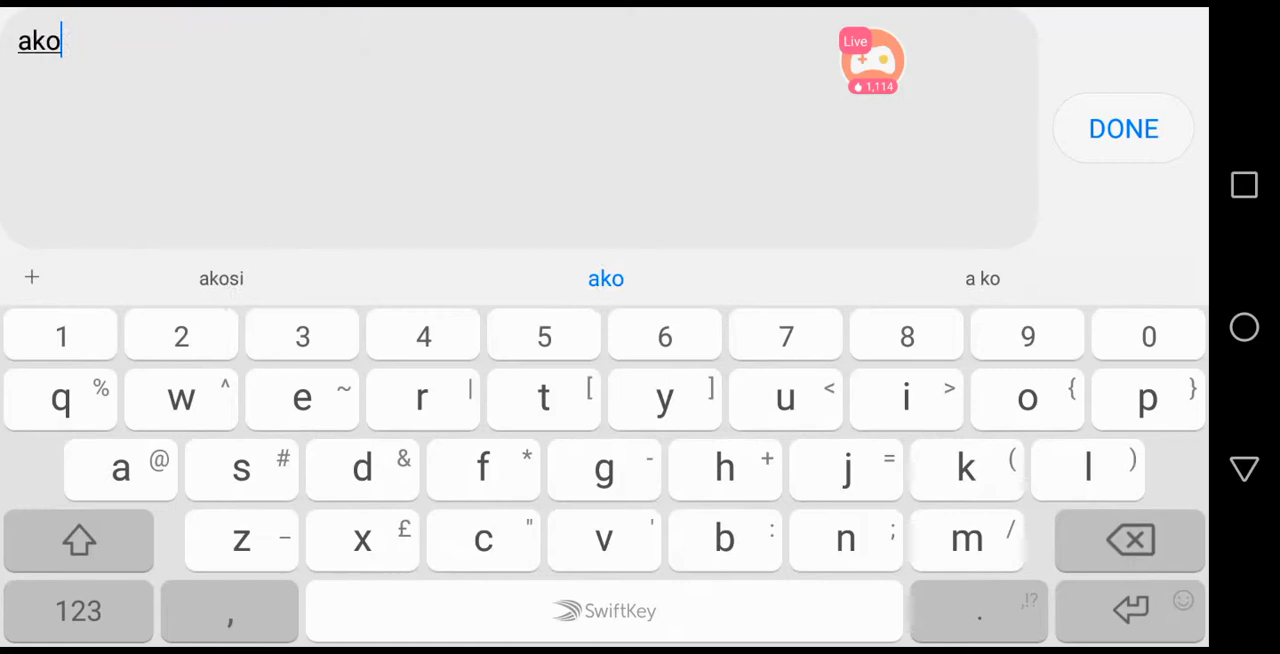 ako
Live
1,114
DONE
+ akosi ako a ko
1 2 3 4 5 6 7 8 9 0
q % w ^ e ~ r | t [ y ] u < i > o { p }
a @ s # d & f * g - h + j = k ( l )
z _ x £ c " v ' b : n ; m /
123 , SwiftKey . ,!?